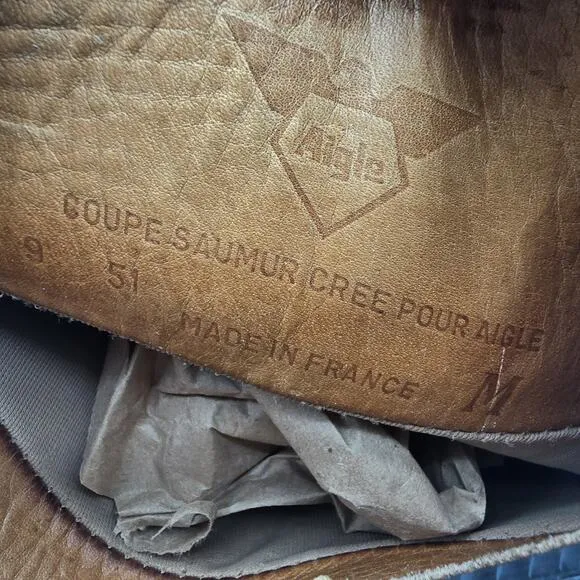 Aigle
COUPE SAUMUR CREE POUR AIGLE
9 51
MADE IN FRANCE M